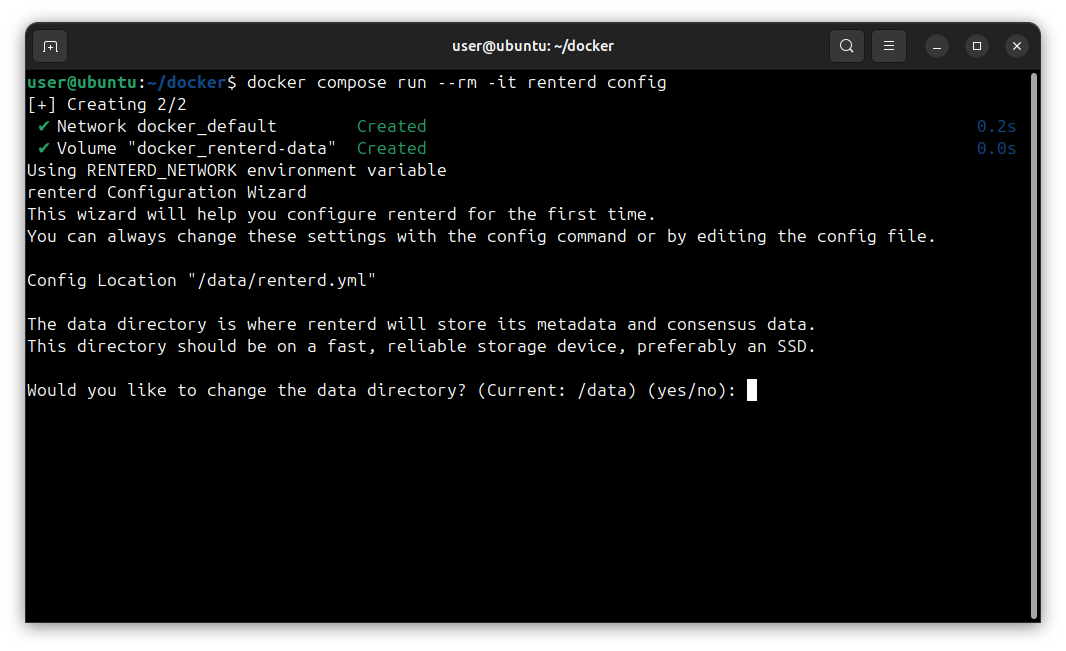 user@ubuntu: ~/docker
user@ubuntu:~/docker$ docker compose run --rm -it renterd config
[+] Creating 2/2
✔ Network docker_default Created 0.2s
✔ Volume "docker_renterd-data" Created 0.0s
Using RENTERD_NETWORK environment variable
renterd Configuration Wizard
This wizard will help you configure renterd for the first time.
You can always change these settings with the config command or by editing the config file.
Config Location "/data/renterd.yml"
The data directory is where renterd will store its metadata and consensus data.
This directory should be on a fast, reliable storage device, preferably an SSD.
Would you like to change the data directory? (Current: /data) (yes/no):